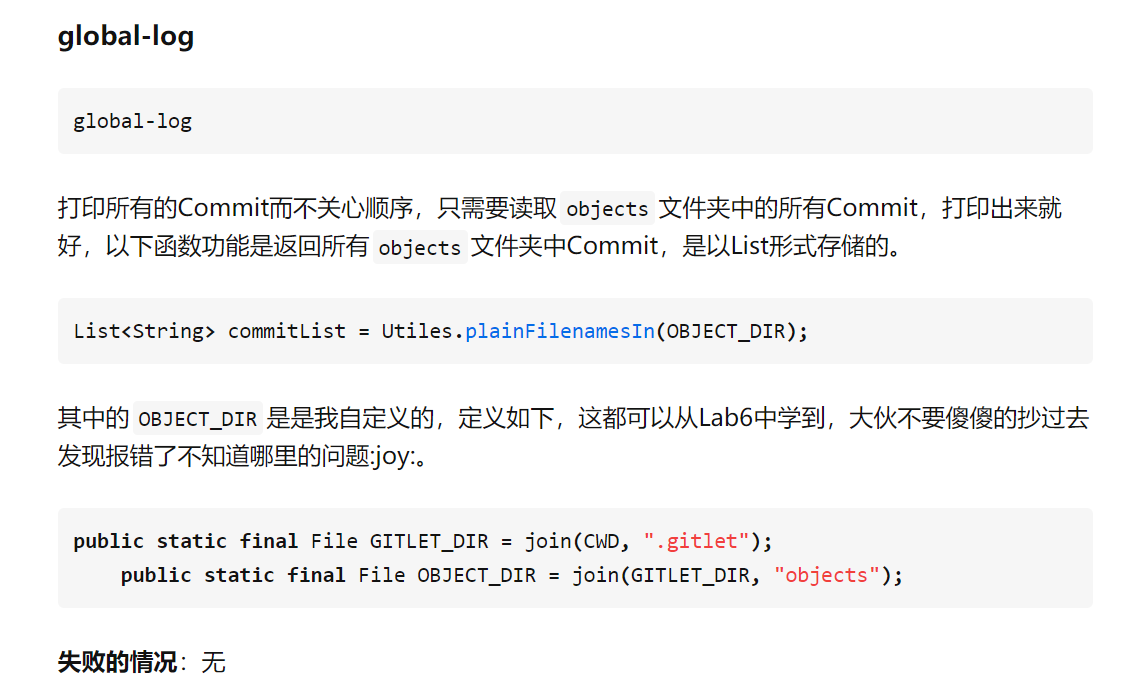 global-log
global-log
打印所有的Commit而不关心顺序，只需要读取 objects 文件夹中的所有Commit，打印出来就
好，以下函数功能是返回所有 objects 文件夹中Commit，是以List形式存储的。
List<String> commitList = Utiles.plainFilenamesIn(OBJECT_DIR);
其中的 OBJECT_DIR 是是我自定义的，定义如下，这都可以从Lab6中学到，大伙不要傻傻的抄过去
发现报错了不知道哪里的问题:joy:。
public static final File GITLET_DIR = join(CWD, ".gitlet");
    public static final File OBJECT_DIR = join(GITLET_DIR, "objects");
失败的情况：无